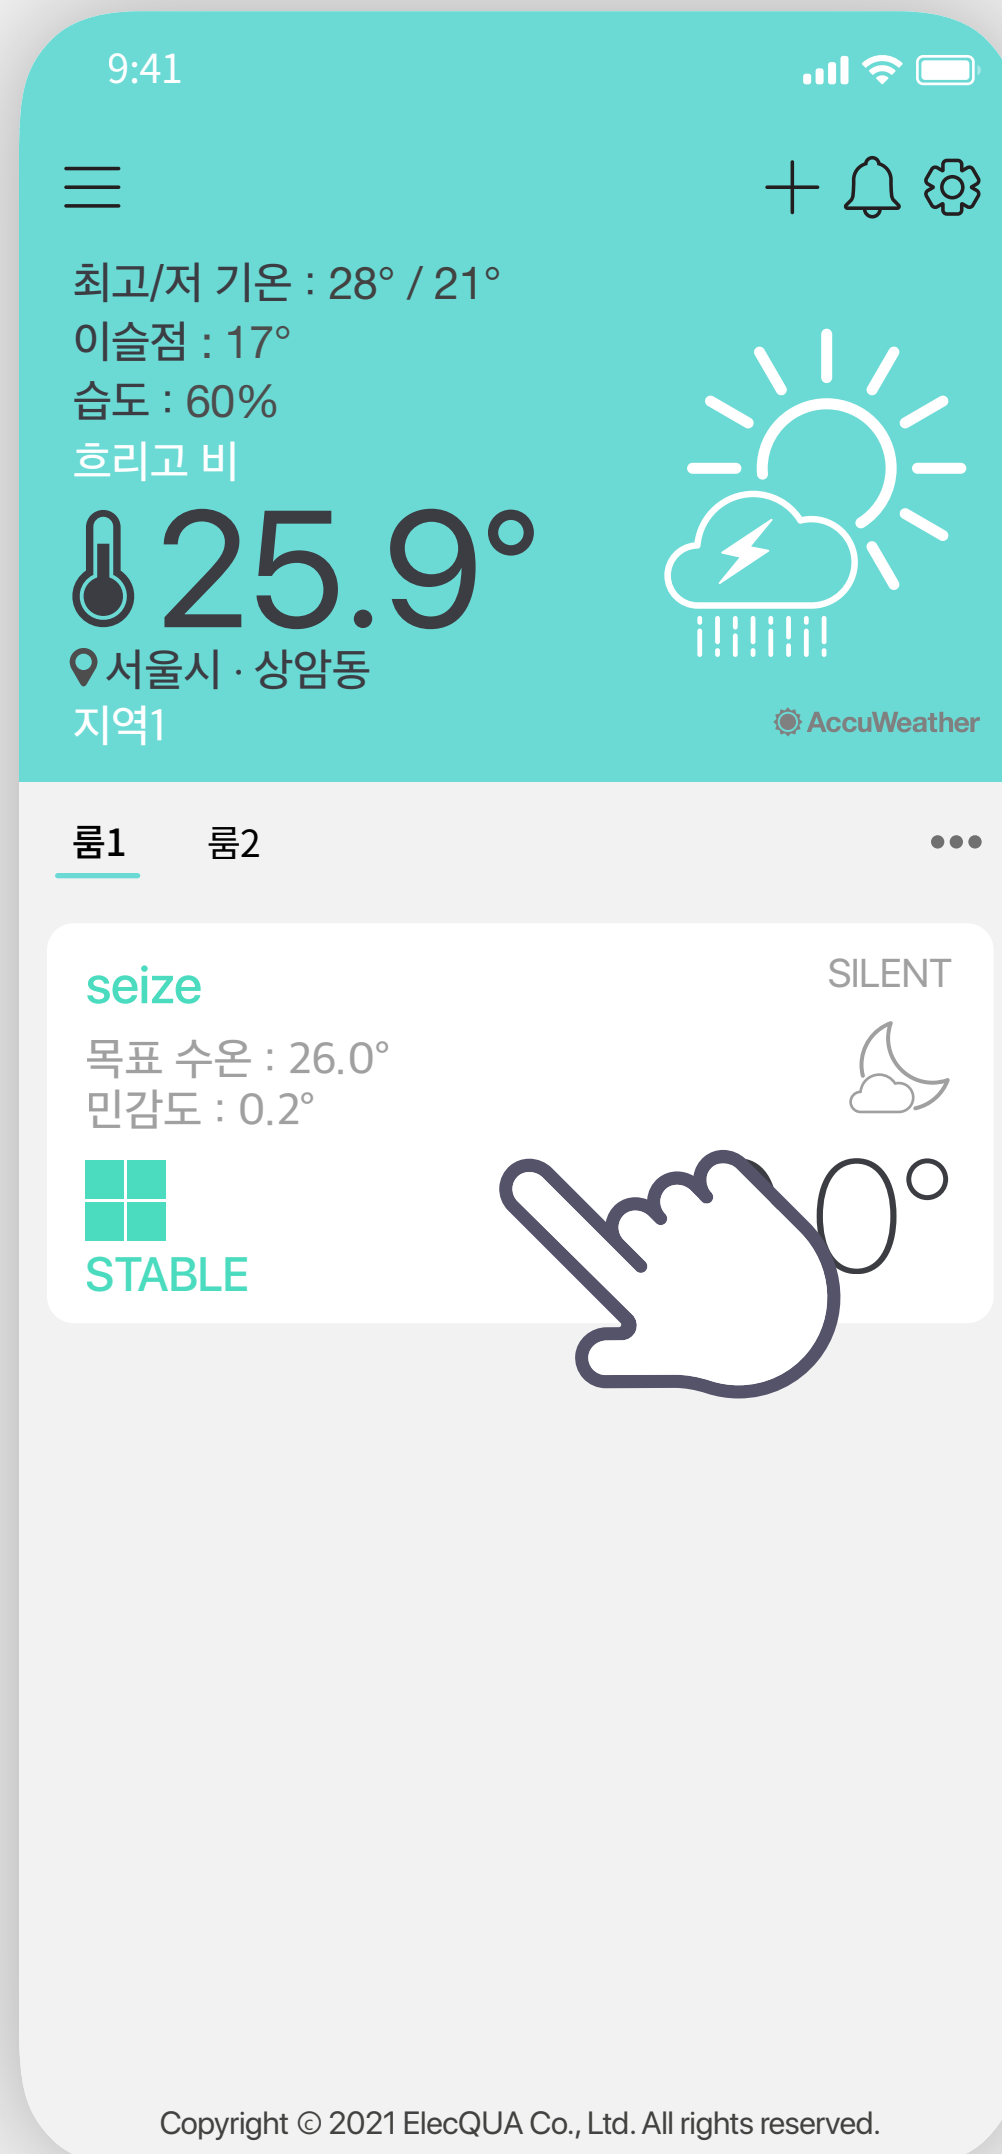 9:41
최고/저 기온 : 28° / 21°
이슬점 : 17°
습도 : 60%
흐리고 비
25.9°
서울시 · 상암동
지역1
AccuWeather
룸1 룸2
seize
SILENT
목표 수온 : 26.0°
민감도 : 0.2°
0°
STABLE
Copyright © 2021 ElecQUA Co., Ltd. All rights reserved.